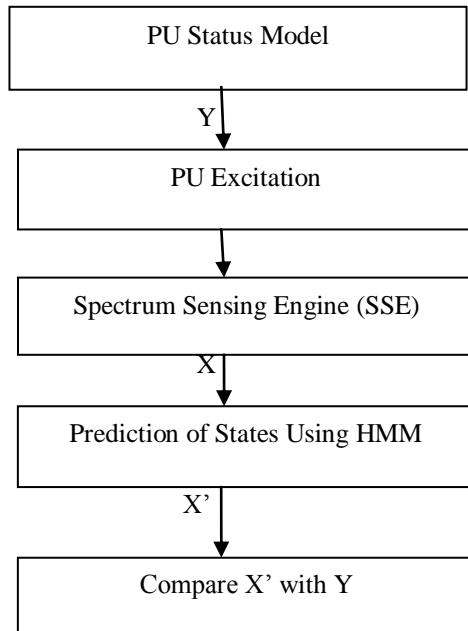 PU Status Model
Y
PU Excitation
Spectrum Sensing Engine (SSE)
X
Prediction of States Using HMM
X’
Compare X’ with Y